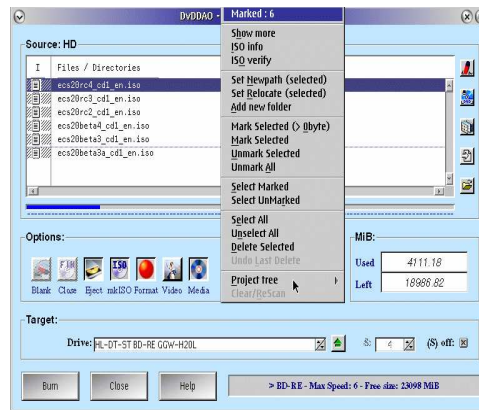 DvDDAO -
Marked : 6
Source: HD
I Files / Directories
ecs20rc4_cd1_en.iso
ecs20rc3_cd1_en.iso
ecs20rc2_cd1_en.iso
ecs20beta4_cd1_en.iso
ecs20beta3_cd1_en.iso
ecs20beta3a_cd1_en.iso
Show more
ISO info
ISO verify
Set Newpath (selected)
Set Relocate (selected)
Add new folder
Mark Selected (> 0byte)
Mark Selected
Unmark Selected
Unmark All
Select Marked
Select UnMarked
Select All
Unselect All
Delete Selected
Undo Last Delete
Project tree
Clear/ReScan
Options:
FIN
ISO
Blank Close Eject mkISO Format Video Media
MiB:
Used 4111.18
Left 18986.82
Target:
Drive: HL-DT-ST BD-RE GGW-H20L
S: 4 (S) off:
Burn Close Help > BD-RE - Max Speed: 6 - Free size: 23098 MiB